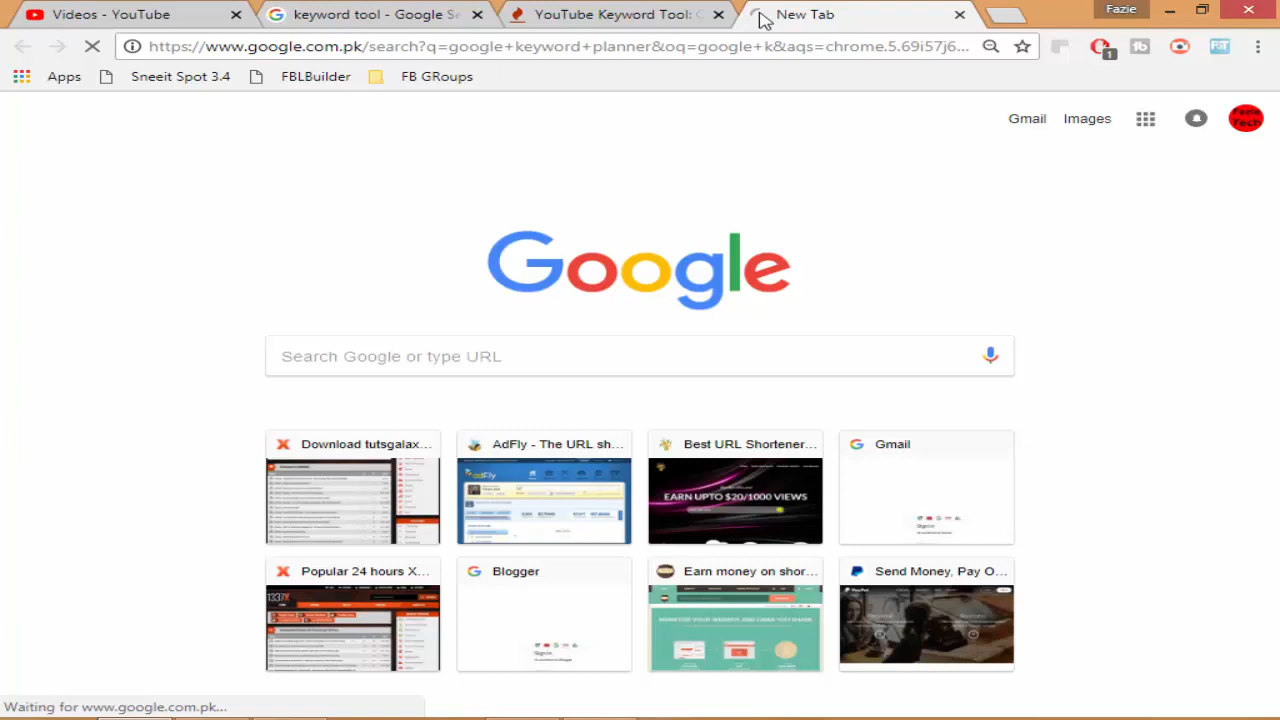 Videos - YouTube
keyword tool - Google Se
YouTube Keyword Tool: G
New Tab
Fazie
https://www.google.com.pk/search?q=google+keyword+planner&oq=google+k&aqs=chrome.5.69i57j6...
1
Apps
Sneeit Spot 3.4
FBLBuilder
FB GRoup
Gmail
Images
Google
Search Google or type URL
Download tutsgalax...
AdFly - The URL sh...
Best URL Shortener...
Gmail
EARN UPTO $20/1000 VIEWS
Popular 24 hours X...
Blogger
Earn money on shor...
Send Money, Pay O...
1337X
Waiting for www.google.com.pk...